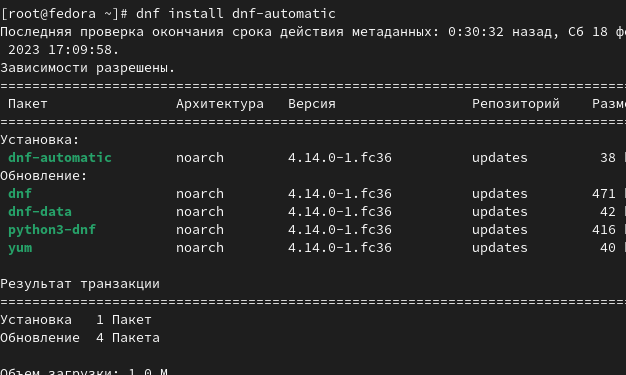 [root@fedora ~]# dnf install dnf-automatic
Последняя проверка окончания срока действия метаданных: 0:30:32 назад, Сб 18
2023 17:09:58.
Зависимости разрешены.
================================================================================
Пакет Архитектура Версия Репозиторий
================================================================================
Установка:
dnf-automatic noarch 4.14.0-1.fc36 updates 38
Обновление:
dnf noarch 4.14.0-1.fc36 updates 471
dnf-data noarch 4.14.0-1.fc36 updates 42
python3-dnf noarch 4.14.0-1.fc36 updates 416
yum noarch 4.14.0-1.fc36 updates 40
Результат транзакции
================================================================================
Установка 1 Пакет
Обновление 4 Пакета
Объем загрузки: 1.0 M